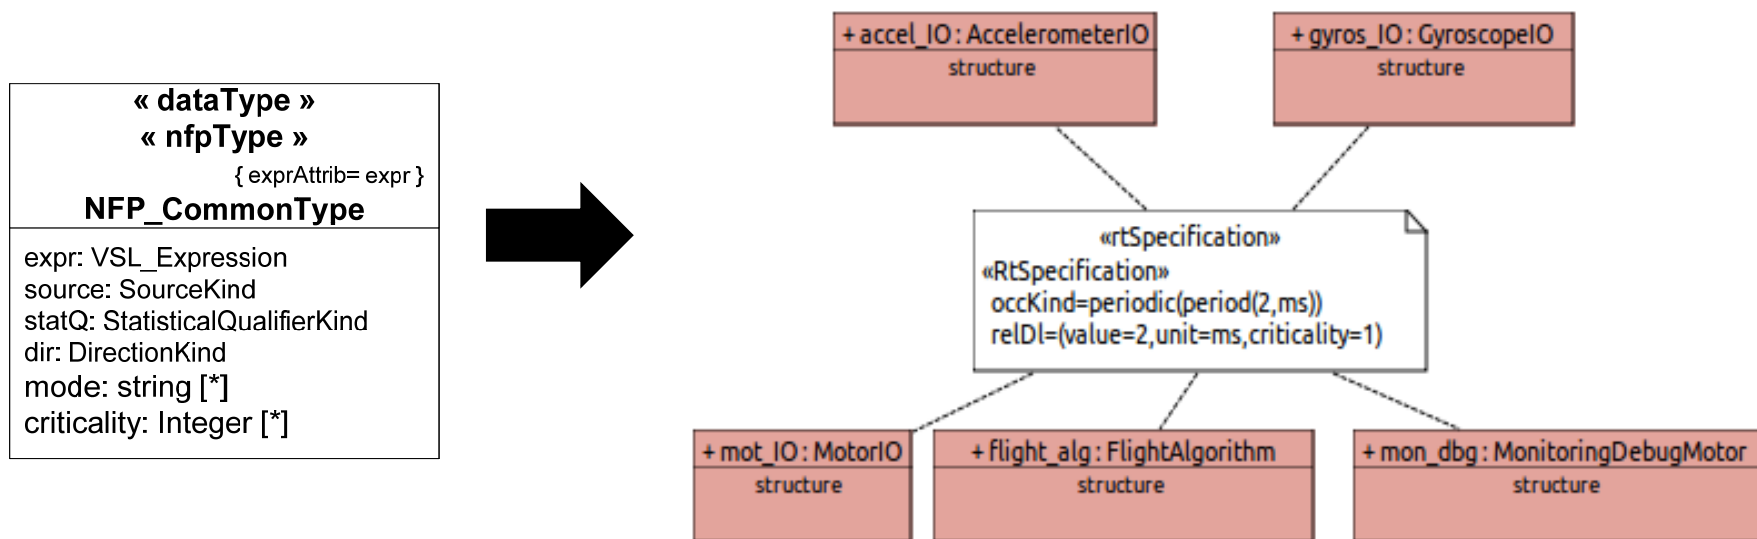 « dataType »
« nfpType »
{ exprAttrib= expr }
NFP_CommonType
expr: VSL_Expression
source: SourceKind
statQ: StatisticalQualifierKind
dir: DirectionKind
mode: string [*]
criticality: Integer [*]
+ accel_IO : AccelerometerIO
structure
+ gyros_IO : GyroscopeIO
structure
«rtSpecification»
«RtSpecification»
occKind=periodic(period(2,ms))
relDl=(value=2,unit=ms,criticality=1)
+ mot_IO : MotorIO
structure
+ flight_alg : FlightAlgorithm
structure
+ mon_dbg : MonitoringDebugMotor
structure